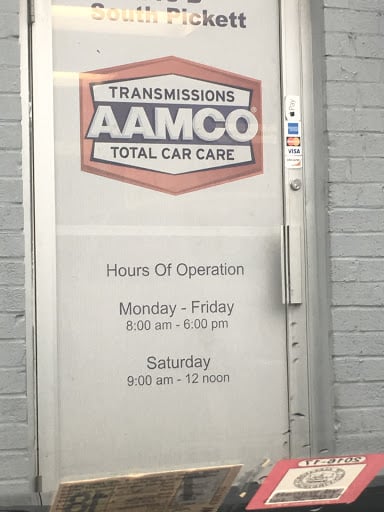 South Pickett
TRANSMISSIONS
AAMCO®
TOTAL CAR CARE
VISA
Hours Of Operation
Monday - Friday
8:00 am - 6:00 pm
Saturday
9:00 am - 12 noon